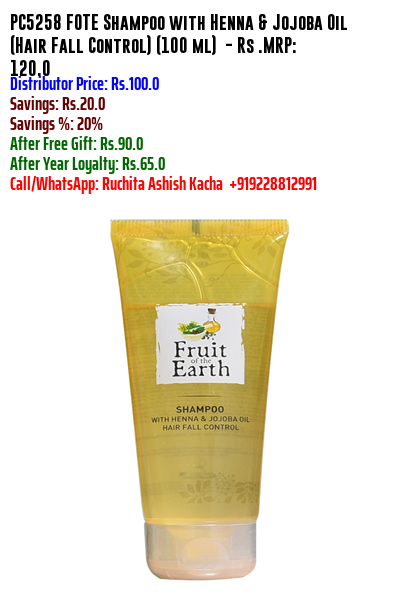 PC5258 FOTE Shampoo with Henna & Jojoba Oil
(Hair Fall Control) (100 ml) - Rs .MRP:
120.0
Distributor Price: Rs.100.0
Savings: Rs.20.0
Savings %: 20%
After Free Gift: Rs.90.0
After Year Loyalty: Rs.65.0
Call/WhatsApp: Ruchita Ashish Kacha +919228812991
Fruit
of the
Earth
SHAMPOO
WITH HENNA & JOJOBA OIL
HAIR FALL CONTROL